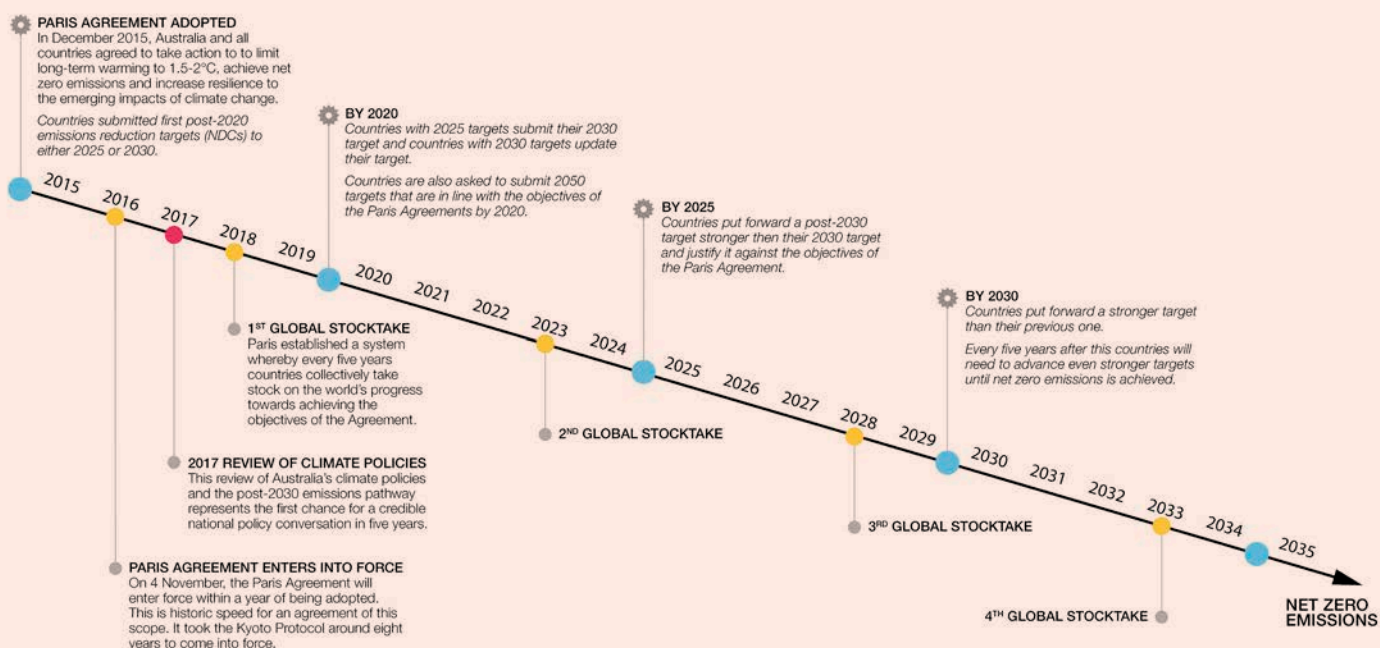 PARIS AGREEMENT ADOPTED
In December 2015, Australia and all
countries agreed to take action to to limit
long-term warming to 1.5-2°C, achieve net
zero emissions and increase resilience to
the emerging impacts of climate change.
Countries submitted first post-2020
emissions reduction targets (NDCs) to
either 2025 or 2030.
BY 2020
Countries with 2025 targets submit their 2030
target and countries with 2030 targets update
their target.
Countries are also asked to submit 2050
targets that are in line with the objectives of
the Paris Agreements by 2020.
BY 2025
Countries put forward a post-2030
target stronger then their 2030 target
and justify it against the objectives of
the Paris Agreement.
BY 2030
Countries put forward a stronger target
than their previous one.
Every five years after this countries will
need to advance even stronger targets
until net zero emissions is achieved.
2015
2016
2017
2018
2019
2020
2021
2022
2023
2024
2025
2026
2027
2028
2029
2030
2031
2032
2033
2034
2035
1ST GLOBAL STOCKTAKE
Paris established a system
whereby every five years
countries collectively take
stock on the world's progress
towards achieving the
objectives of the Agreement.
2ND GLOBAL STOCKTAKE
2017 REVIEW OF CLIMATE POLICIES
This review of Australia's climate policies
and the post-2030 emissions pathway
represents the first chance for a credible
national policy conversation in five years.
3RD GLOBAL STOCKTAKE
PARIS AGREEMENT ENTERS INTO FORCE
On 4 November, the Paris Agreement will
enter force within a year of being adopted.
This is historic speed for an agreement of this
scope. It took the Kyoto Protocol around eight
years to come into force.
4TH GLOBAL STOCKTAKE
NET ZERO
EMISSIONS